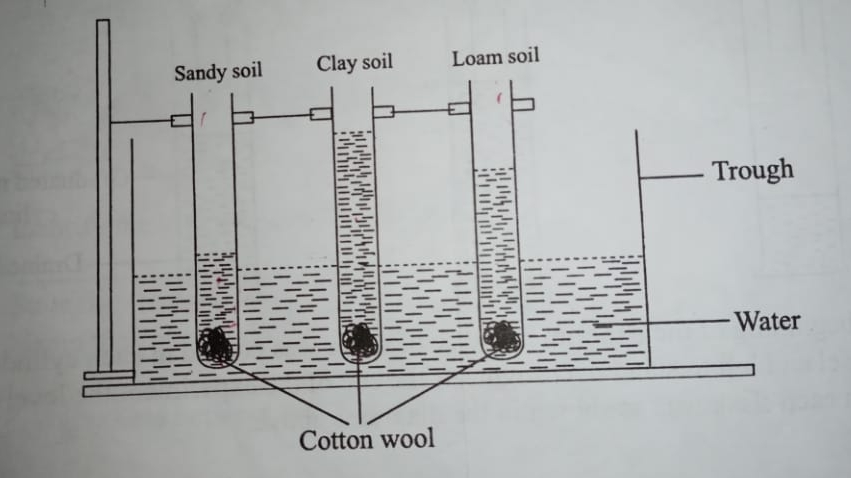 Sandy soil
Clay soil
Loam soil
Trough
Water
Cotton wool